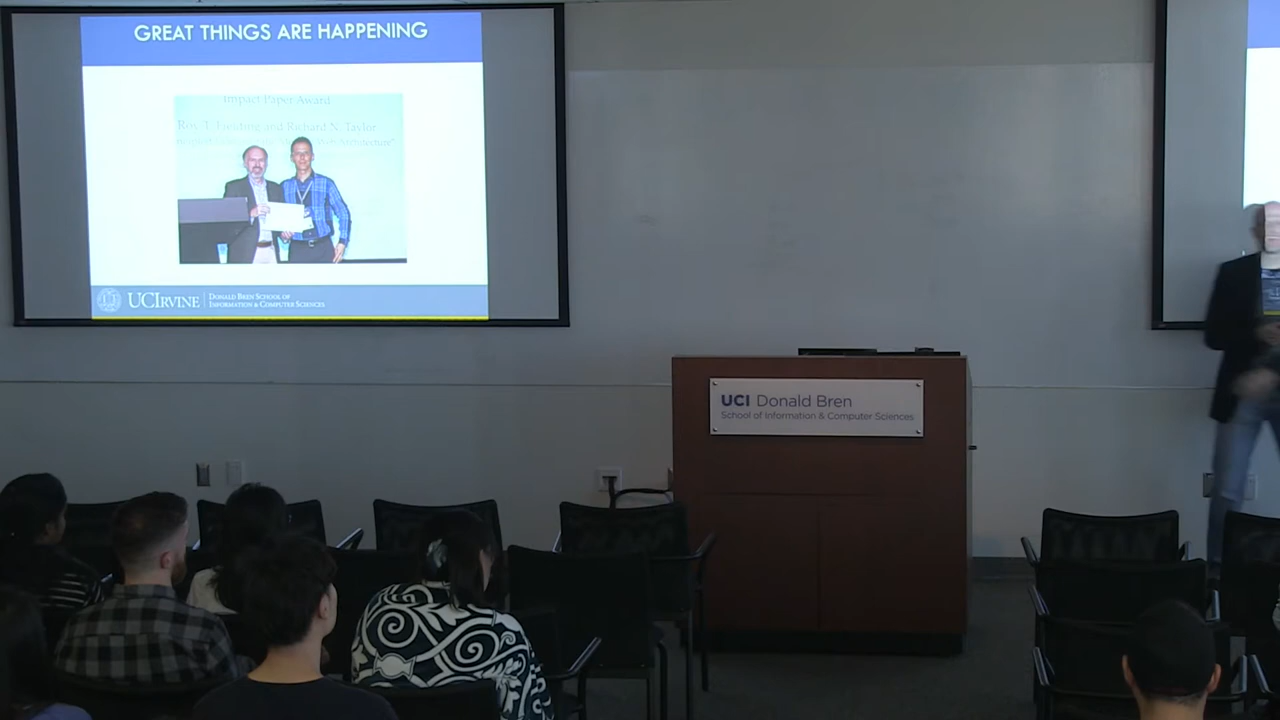 GREAT THINGS ARE HAPPENING
Impact Paper Award
Roy T. Fielding and Richard N. Taylor
Architecture"
UCIRVINE
DONALD BREN SCHOOL OF
INFORMATION & COMPUTER SCIENCES
UCI Donald Bren
School of Information & Computer Sciences